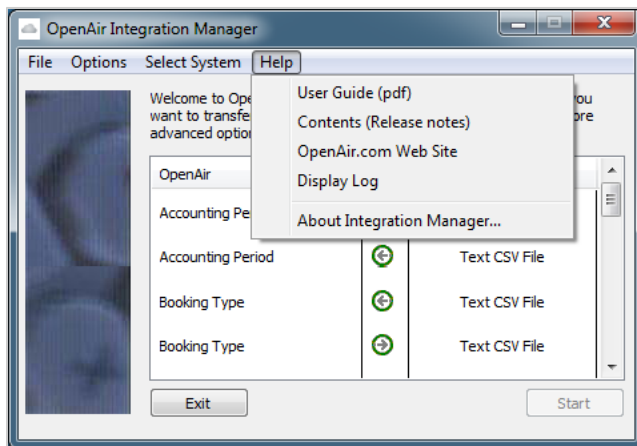 OpenAir Integration Manager
File Options Select System Help
Welcome to Ope
want to transfe
advanced optio
you
ore
User Guide (pdf)
Contents (Release notes)
OpenAir.com Web Site
Display Log
About Integration Manager...
OpenAir
Accounting Pe
Accounting Period Text CSV File
Booking Type Text CSV File
Booking Type Text CSV File
Exit Start